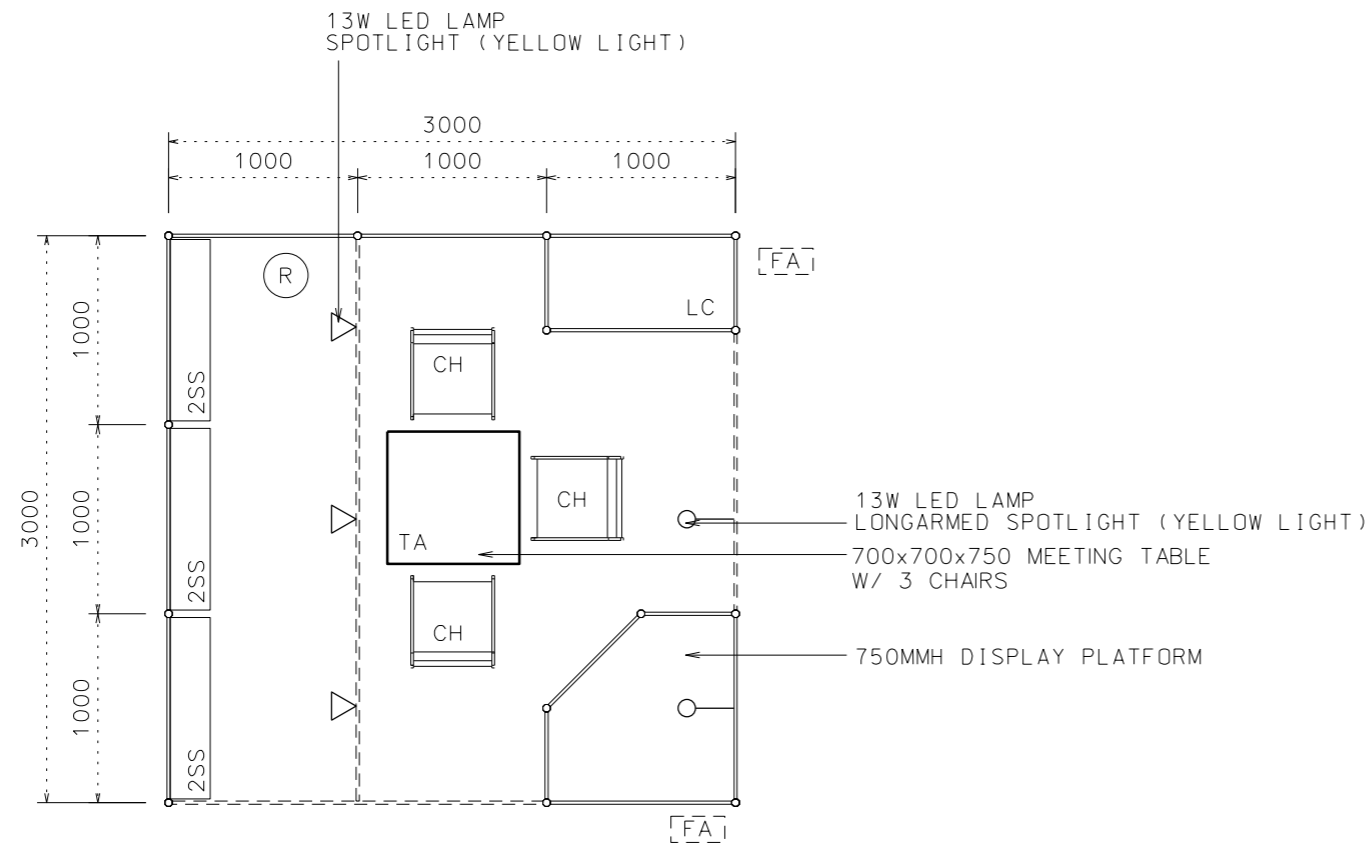 13W LED LAMP
SPOTLIGHT (YELLOW LIGHT)
3000
1000
1000
1000
FA
R
LC
1000
CH
2SS
3000
1000
CH
13W LED LAMP
LONGARMED SPOTLIGHT (YELLOW LIGHT)
TA
700x700x750 MEETING TABLE
W/ 3 CHAIRS
2SS
CH
750MMH DISPLAY PLATFORM
1000
2SS
FA